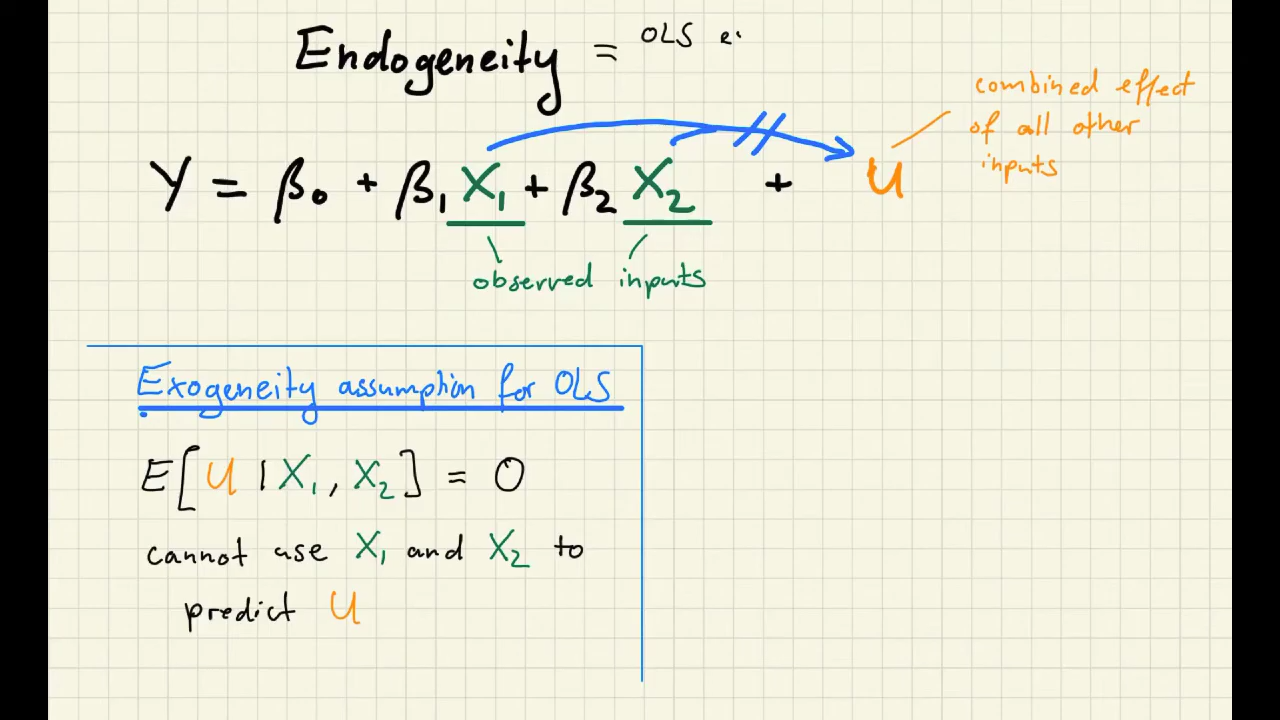 Endogeneity = OLS
combined effect
of all other
inputs
Y = β₀ + β₁ X₁ + β₂ X₂ + U
observed inputs
Exogeneity assumption for OLS
E[U | X₁, X₂] = 0
cannot use X₁ and X₂ to
predict U